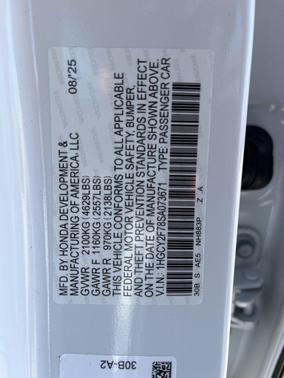 MFD. BY HONDA DEVELOPMENT & 08/25
MANUFACTURING OF AMERICA, LLC
GVWR 2100KG(4629LBS)
GAWR F 1160KG(2557LBS)
GAWR R 970KG(2138LBS)
THIS VEHICLE CONFORMS TO ALL APPLICABLE
FEDERAL MOTOR VEHICLE SAFETY, BUMPER,
AND THEFT PREVENTION STANDARDS IN EFFECT
ON THE DATE OF MANUFACTURE SHOWN ABOVE.
V.I.N: 1HGCY2F78SA073671 TYPE: PASSENGER CAR
30B S AE5 NH883P Z A
30B-A2